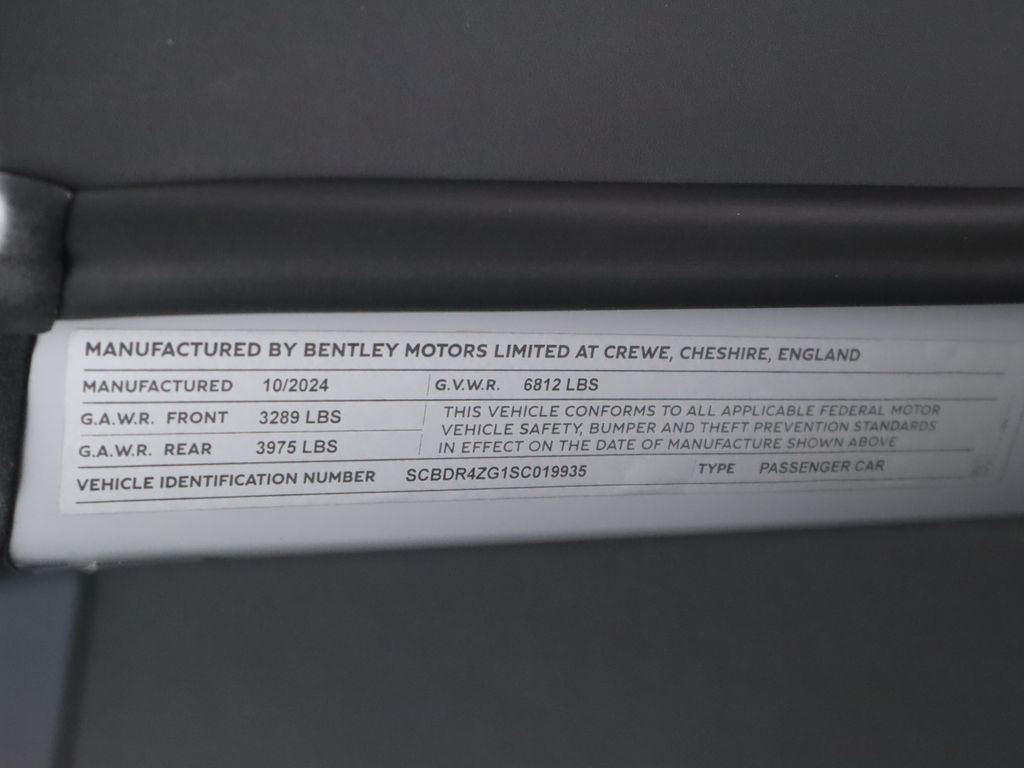 MANUFACTURED BY BENTLEY MOTORS LIMITED AT CREWE, CHESHIRE, ENGLAND
MANUFACTURED 10/2024 G.V.W.R. 6812 LBS
G.A.W.R. FRONT 3289 LBS
THIS VEHICLE CONFORMS TO ALL APPLICABLE FEDERAL MOTOR
VEHICLE SAFETY, BUMPER AND THEFT PREVENTION STANDARDS
G.A.W.R. REAR 3975 LBS
IN EFFECT ON THE DATE OF MANUFACTURE SHOWN ABOVE
VEHICLE IDENTIFICATION NUMBER SCBDR4ZG1SC019935 TYPE PASSENGER CAR